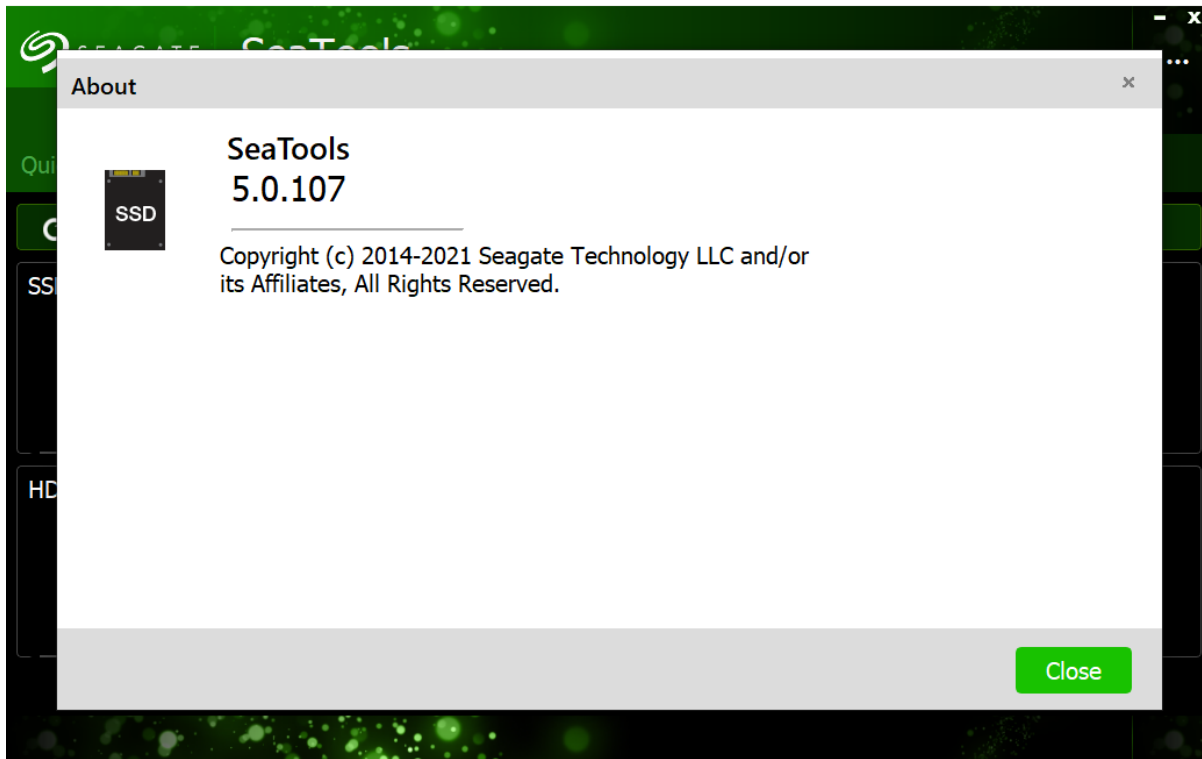 SeaTools
About
SeaTools
5.0.107
SSD
Copyright (c) 2014-2021 Seagate Technology LLC and/or
its Affiliates, All Rights Reserved.
Close